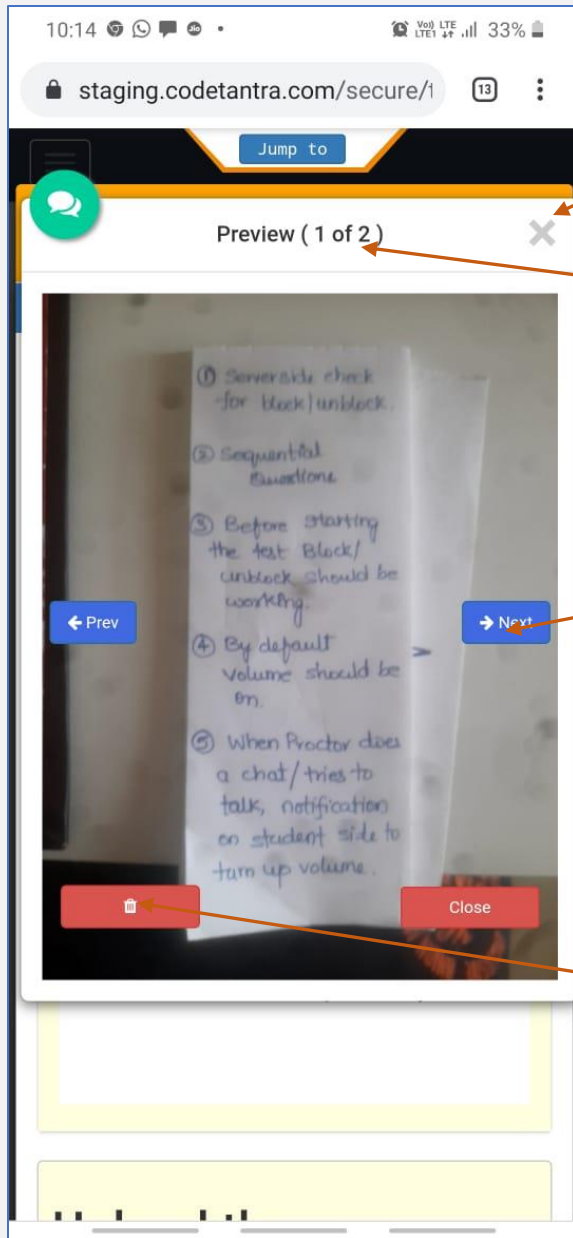 10:14
33%
staging.codetantra.com/secure/
13
Jump to
Preview ( 1 of 2 )
① Serverside check
for block/unblock.
② Sequential
Questions
③ Before starting
the test Block/
unblock should be
working.
← Prev
→ Next
④ By default
volume should be
on.
⑤ When Proctor does
a chat/tries to
talk, notification
on student side to
turn up volume.
Close